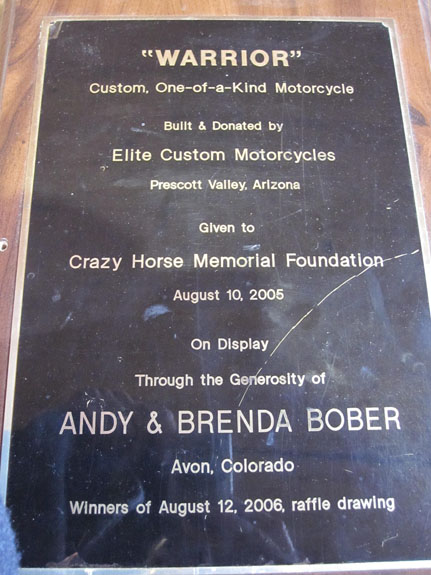 "WARRIOR"
Custom, One-of-a-Kind Motorcycle
Built & Donated by
Elite Custom Motorcycles
Prescott Valley, Arizona
Given to
Crazy Horse Memorial Foundation
August 10, 2005
On Display
Through the Generosity of
ANDY & BRENDA BOBER
Avon, Colorado
Winners of August 12, 2006, raffle drawing